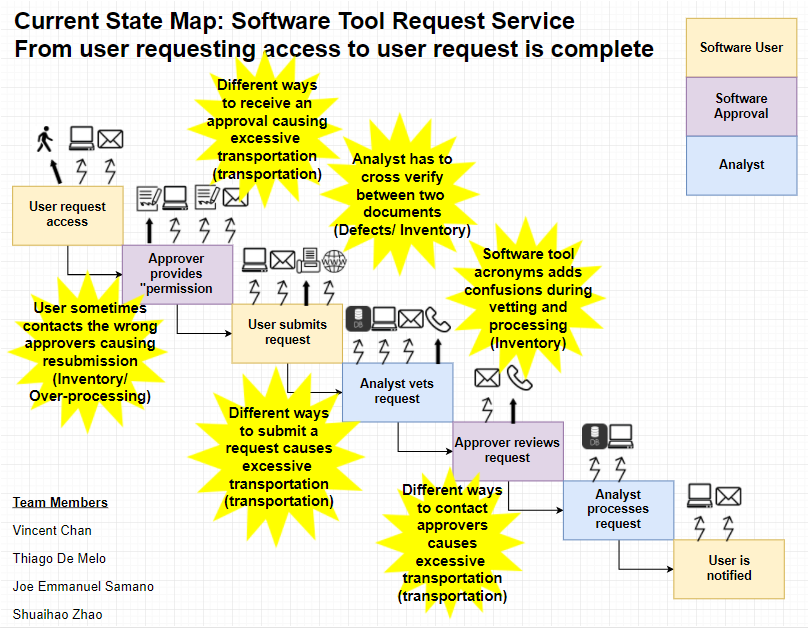 Current State Map: Software Tool Request Service
From user requesting access to user request is complete
Software User
Software
Approval
Analyst
Different ways
to receive an
approval causing
excessive
transportation
(transportation)
Analyst has to
cross verify
between two
documents
(Defects/ Inventory)
Software tool
acronyms adds
confusions during
vetting and
processing
(Inventory)
User request
access
Approver
provides
"permission
User sometimes
contacts the wrong
approvers causing
resubmission
(Inventory/
Over-processing)
User submits
request
DB
Analyst vets
request
Different ways
to submit a
request causes
excessive
transportation
(transportation)
Approver reviews
request
DB
Different ways
to contact
approvers
causes
excessive
transportation
(transportation)
Analyst
processes
request
User is
notified
Team Members
Vincent Chan
Thiago De Melo
Joe Emmanuel Samano
Shuaihao Zhao